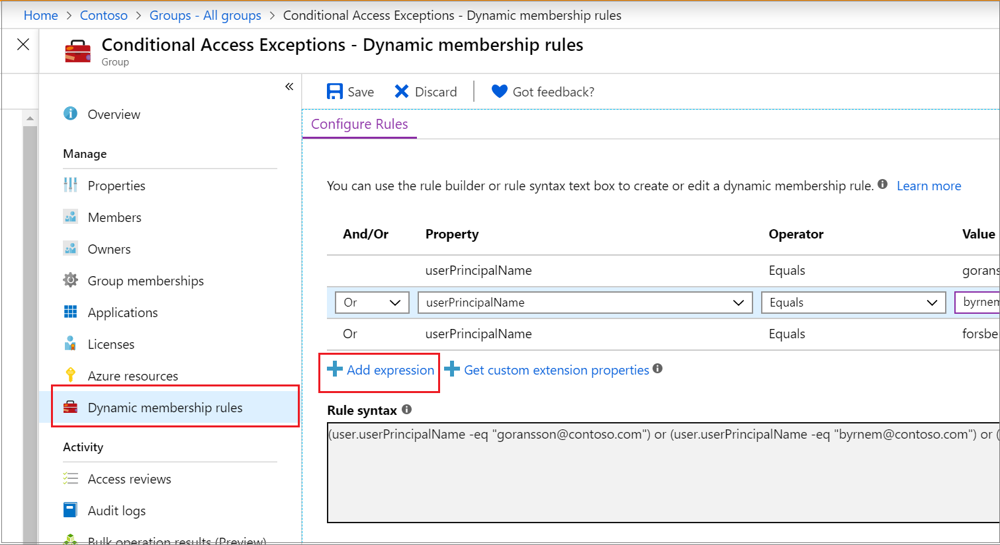 Home > Contoso > Groups - All groups > Conditional Access Exceptions - Dynamic membership rules
Conditional Access Exceptions - Dynamic membership rules
Group
«
Save Discard Got feedback?
Overview
Configure Rules
Manage
Properties
Members
Owners
Group memberships
Applications
Licenses
Azure resources
Dynamic membership rules
Activity
Access reviews
Audit logs
Bulk operation results (Preview)
You can use the rule builder or rule syntax text box to create or edit a dynamic membership rule. Learn more
And/Or Property Operator Value
userPrincipalName Equals gorans
Or userPrincipalName Equals byrnem
Or userPrincipalName Equals forsbe
Add expression Get custom extension properties
Rule syntax
(user.userPrincipalName -eq "goransson@contoso.com") or (user.userPrincipalName -eq "byrnem@contoso.com") or (